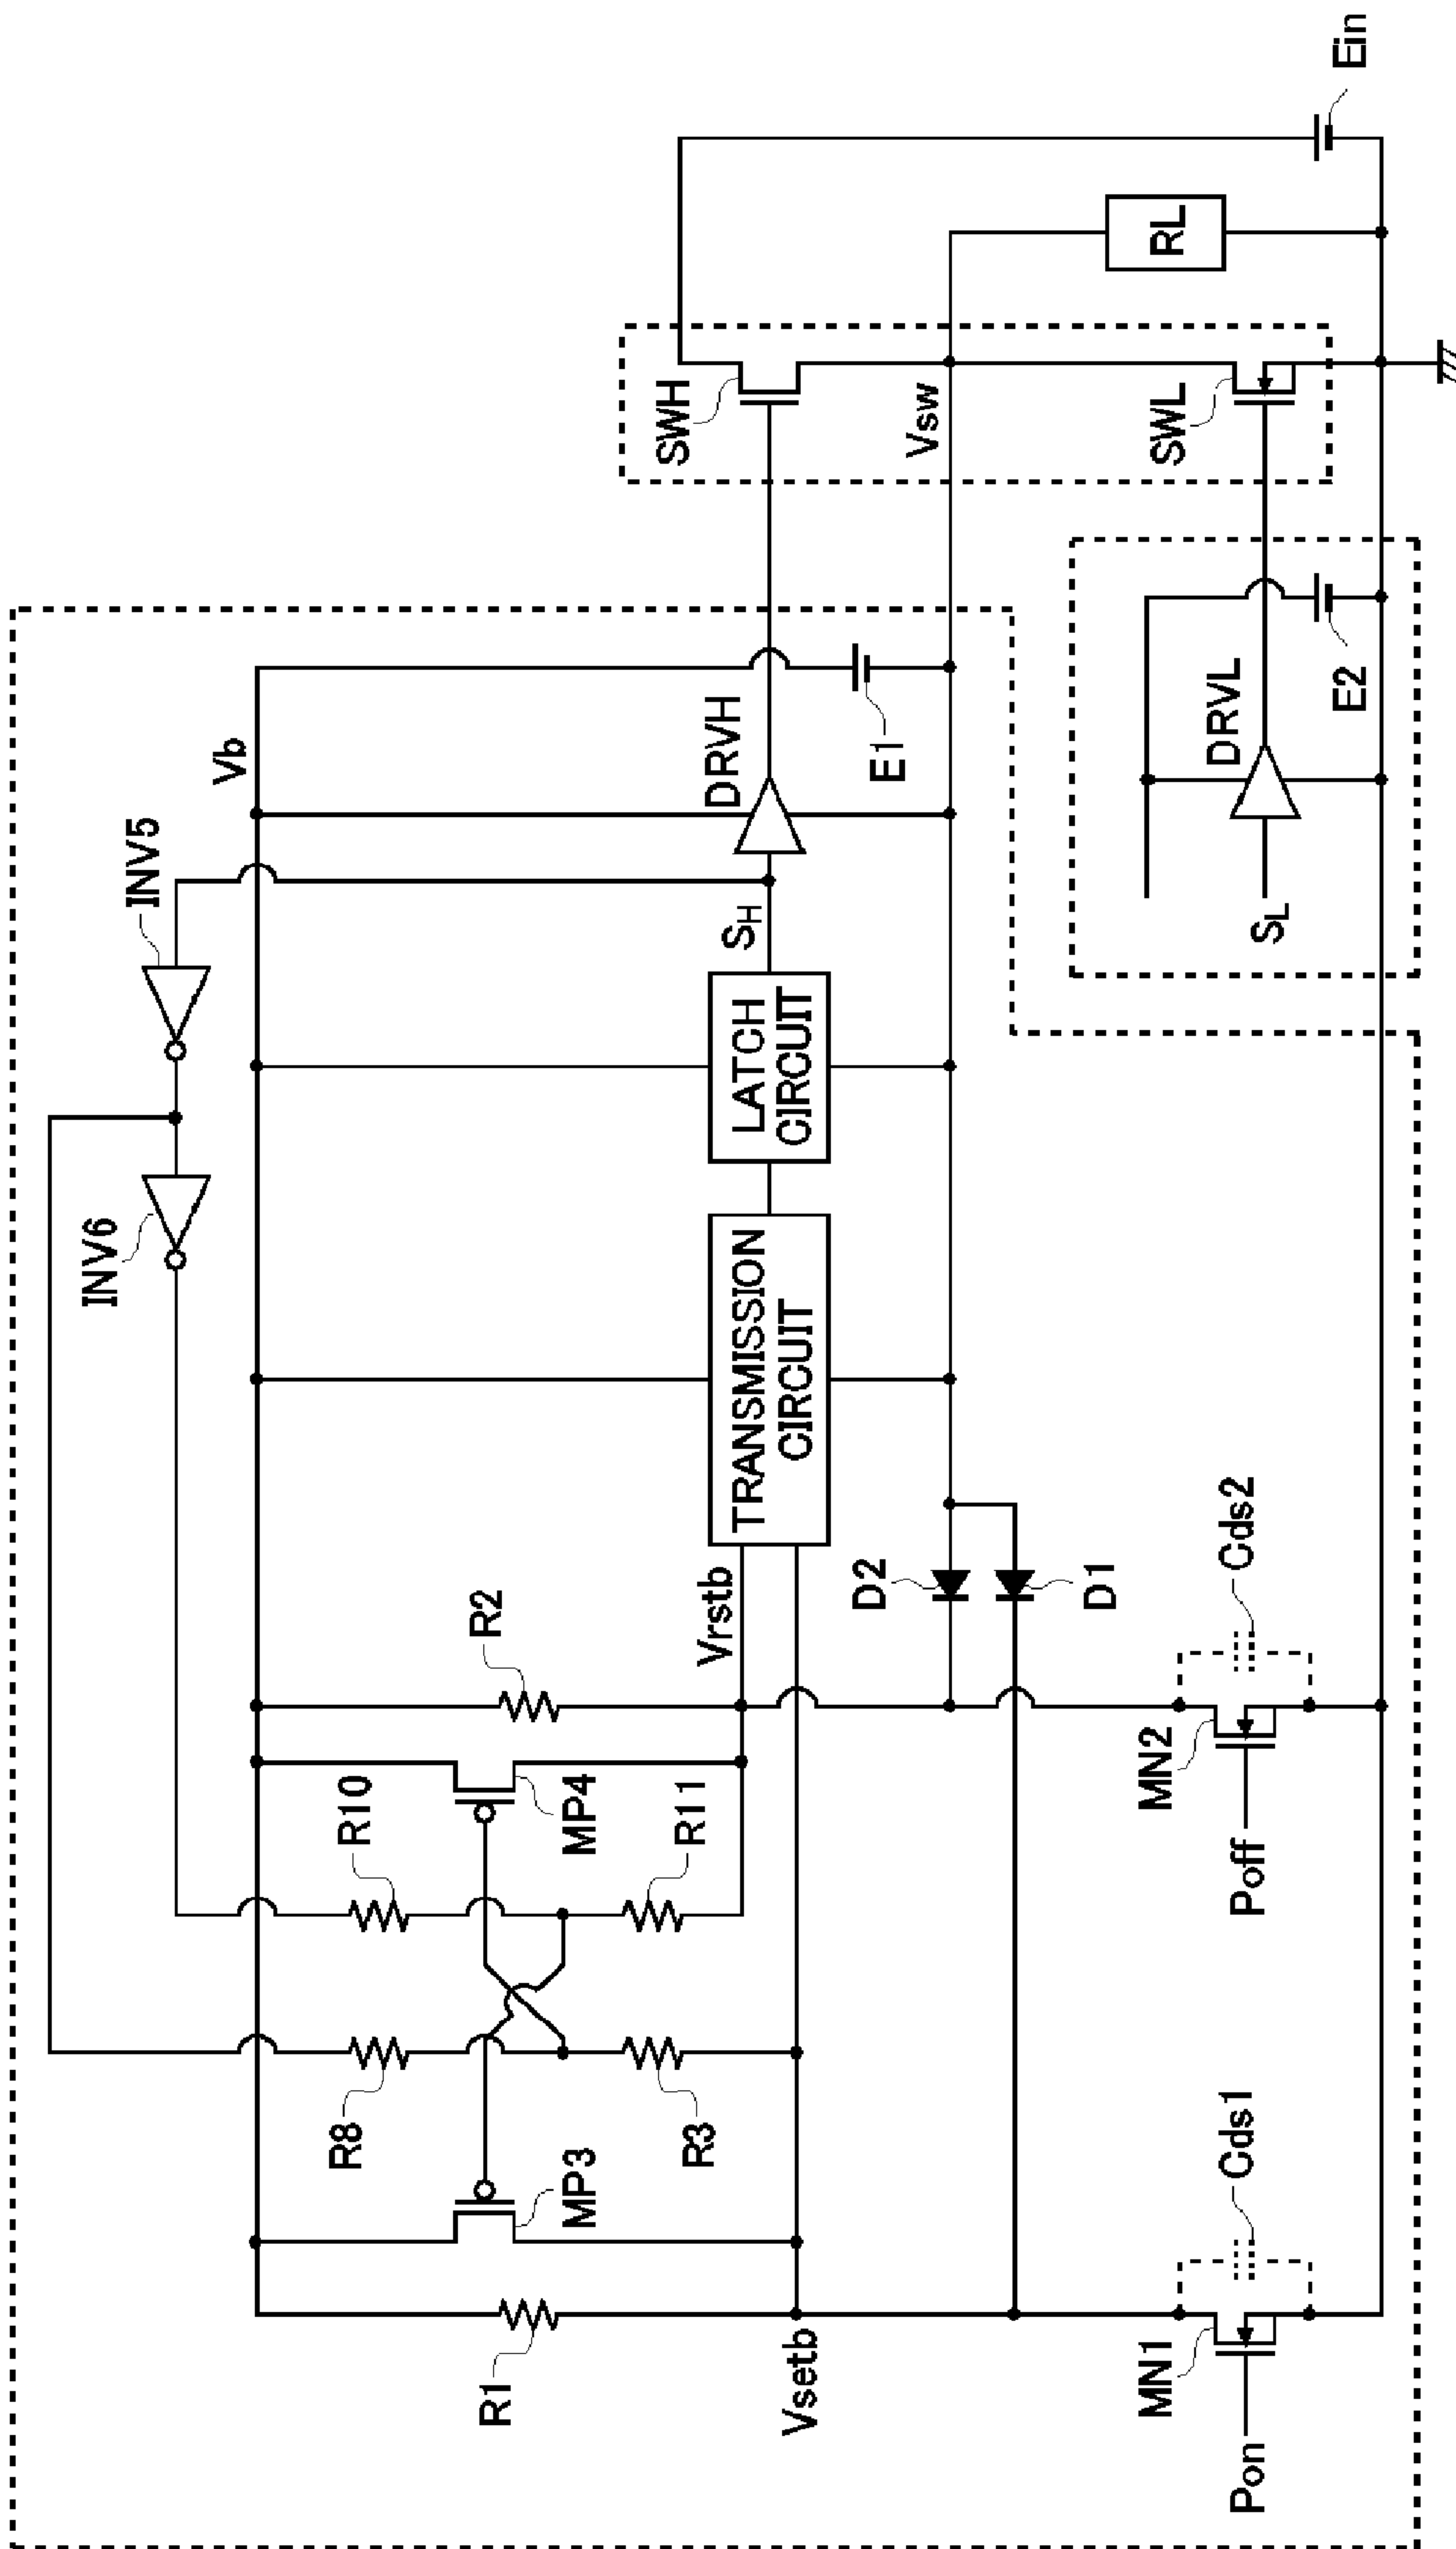 Ein
RL
SWH
Vsw
SWL
E2
DRVL
SL
Vb
DRVH
E1
INV5
SH
LATCH
CIRCUIT
INV6
TRANSMISSION
CIRCUIT
R2
Vrstb
D2
D1
Cds2
MN2
Poff
R10
MP4
R11
R8
R3
MP3
Cds1
R1
Vsetb
MN1
Pon